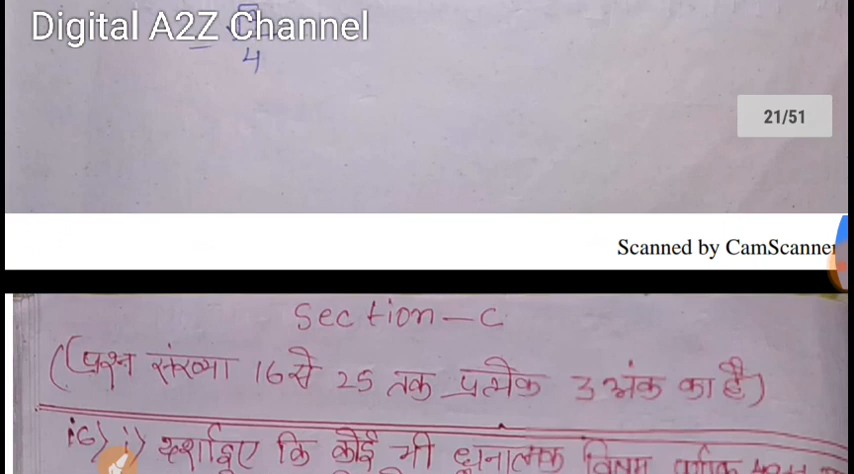 Digital A2Z Channel
4
21/51
Scanned by CamScanner
Section - C
(प्रश्न संख्या 16 से 25 तक प्रत्येक 3 अंक का है)
16) i) दर्शाइए कि कोई भी धनात्मक विषम पूर्णांक